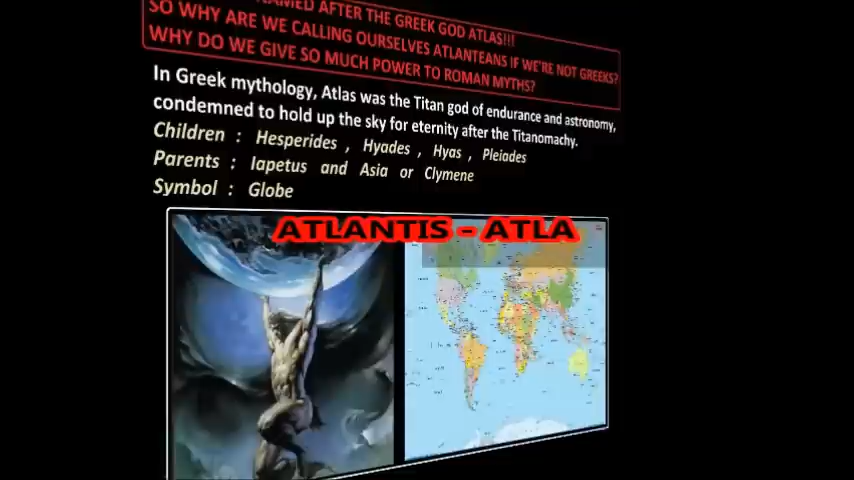 NAMED AFTER THE GREEK GOD ATLAS!!!
SO WHY ARE WE CALLING OURSELVES ATLANTEANS IF WE'RE NOT GREEKS?
WHY DO WE GIVE SO MUCH POWER TO ROMAN MYTHS?
In Greek mythology, Atlas was the Titan god of endurance and astronomy,
condemned to hold up the sky for eternity after the Titanomachy.
Children : Hesperides , Hyades , Hyas , Pleiades
Parents : Iapetus and Asia or Clymene
Symbol : Globe
ATLANTIS - ATLA